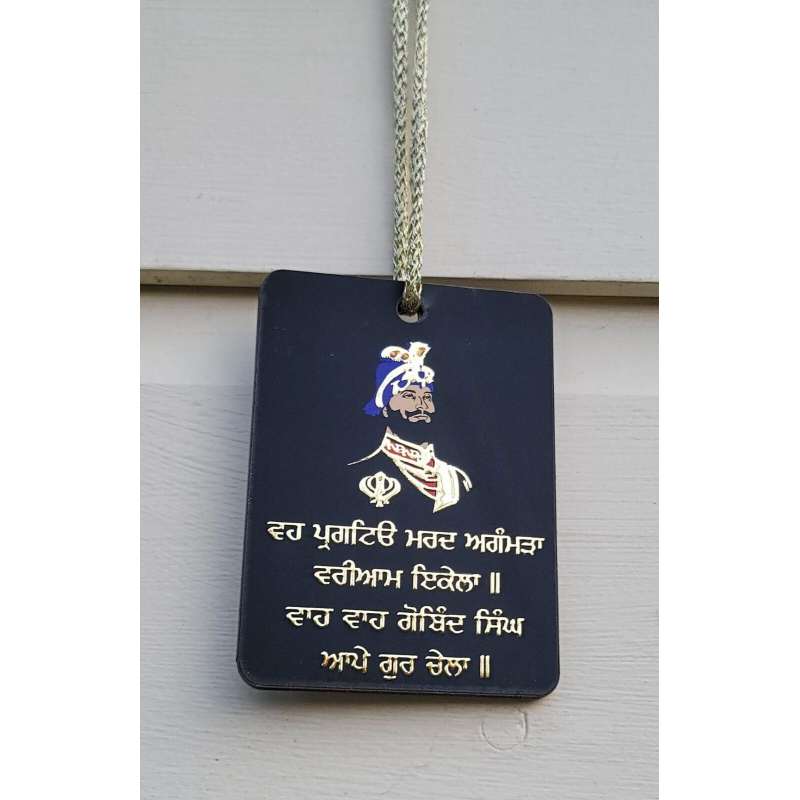 ਵਹ ਪ੍ਰਗਟਿਓ ਮਰਦ ਅਗੰਮੜਾ
ਵਰੀਆਮ ਇਕੇਲਾ ॥
ਵਾਹ ਵਾਹ ਗੋਬਿੰਦ ਸਿੰਘ
ਆਪੇ ਗੁਰ ਚੇਲਾ ॥